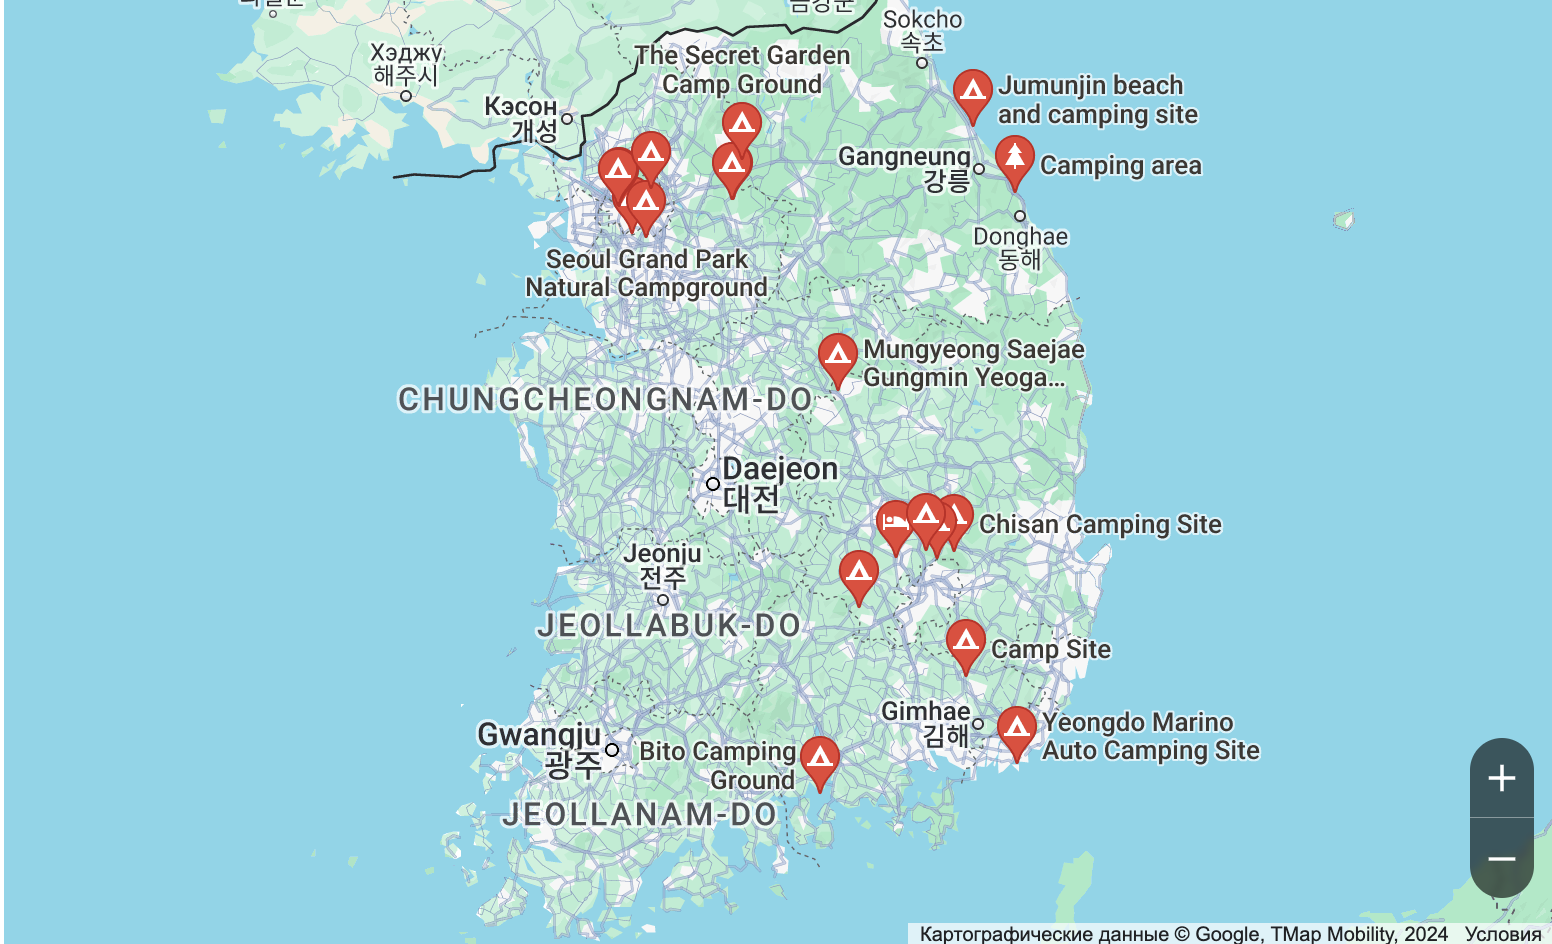 Sokcho
속초
Хэджу
해주시
The Secret Garden
Camp Ground
Jumunjin beach
and camping site
Кэсон
개성
Gangneung
강릉
Camping area
Donghae
동해
Seoul Grand Park
Natural Campground
Mungyeong Saejae
Gungmin Yeoga...
CHUNGCHEONGNAM-DO
Daejeon
대전
Chisan Camping Site
Jeonju
전주
JEOLLABUK-DO
Camp Site
Gimhae
김해
Yeongdo Marino
Auto Camping Site
Gwangju
광주
Bito Camping
Ground
JEOLLANAM-DO
+
−
Картографические данные © Google, TMap Mobility, 2024 Условия